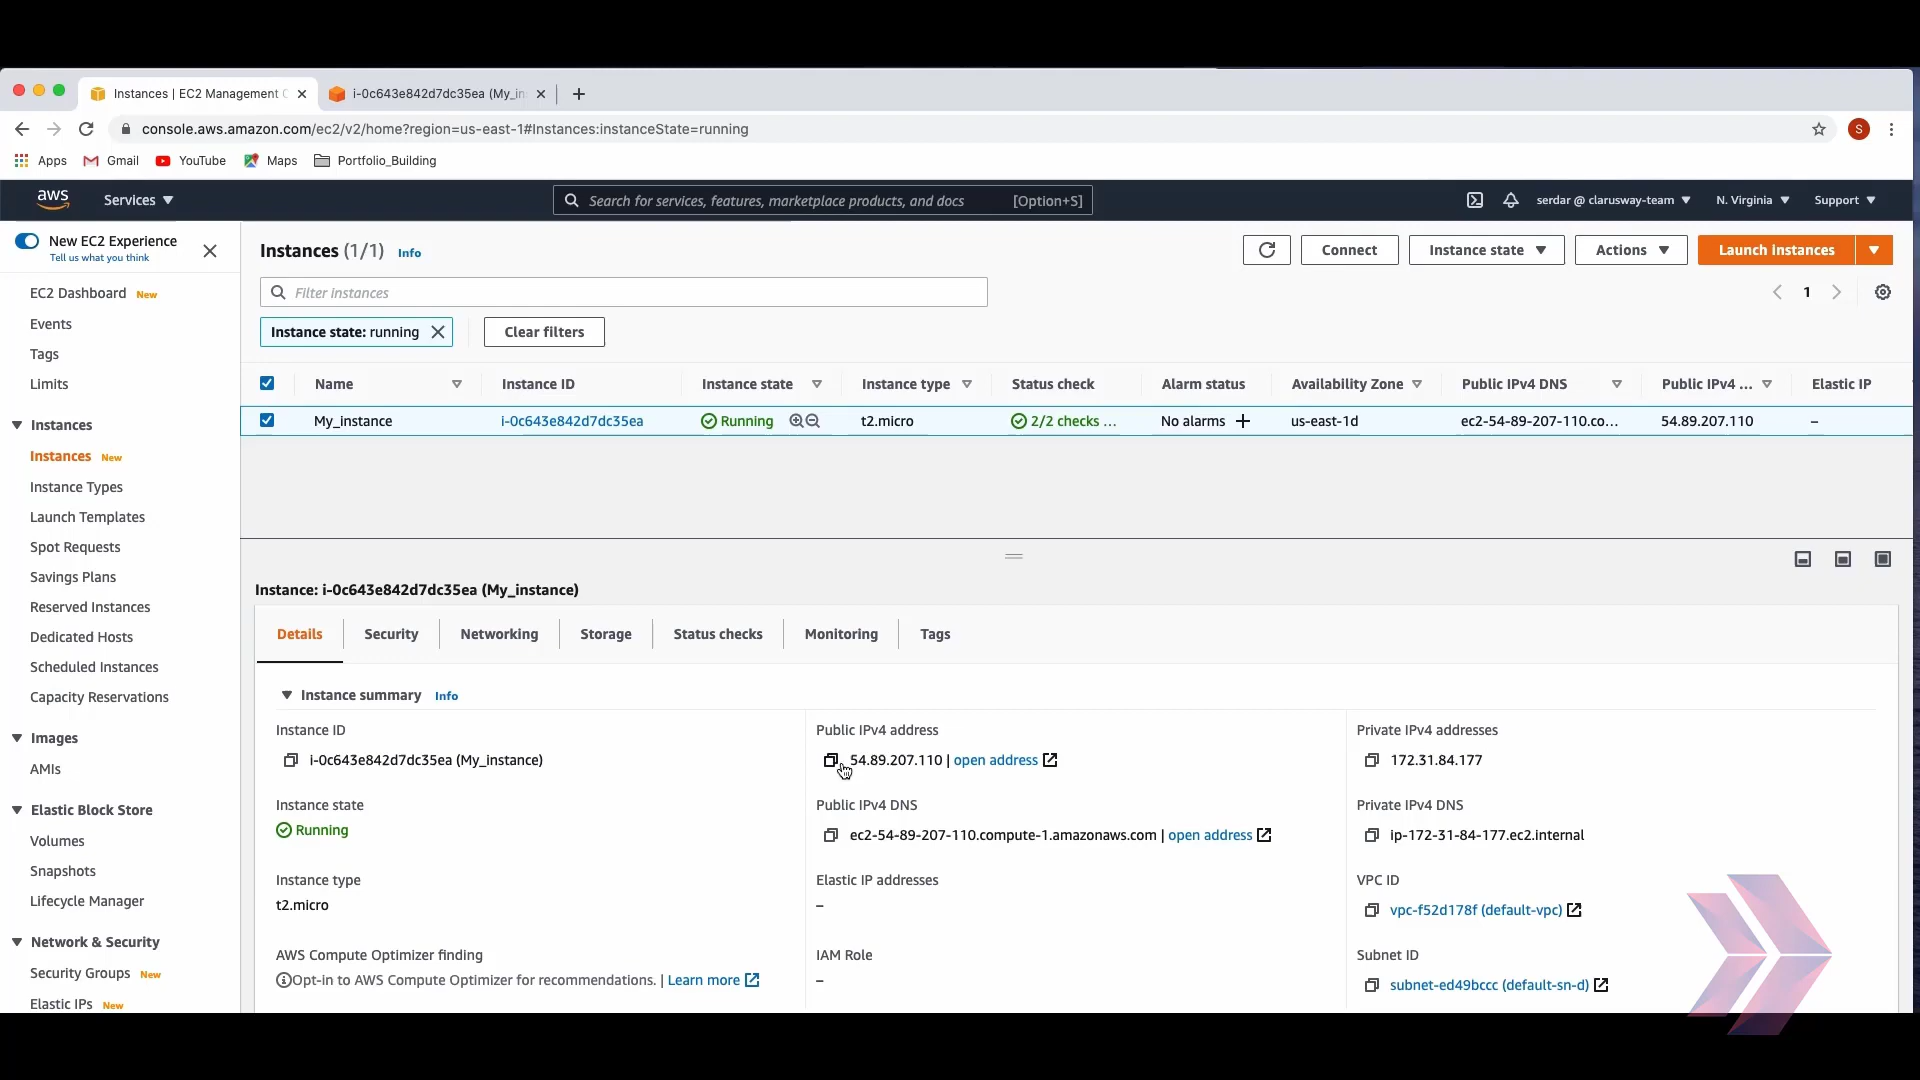 Instances | EC2 Management C
i-0c643e842d7dc35ea (My_in
console.aws.amazon.com/ec2/v2/home?region=us-east-1#Instances:instanceState=running
S
Apps
Gmail
YouTube
Maps
Portfolio_Building
aws
Services
Search for services, features, marketplace products, and docs
[Option+S]
serdar @ clarusway-team
N. Virginia
Support
New EC2 Experience
Tell us what you think
EC2 Dashboard New
Events
Tags
Limits
Instances
Instances New
Instance Types
Launch Templates
Spot Requests
Savings Plans
Reserved Instances
Dedicated Hosts
Scheduled Instances
Capacity Reservations
Images
AMIs
Elastic Block Store
Volumes
Snapshots
Lifecycle Manager
Network & Security
Security Groups New
Elastic IPs New
Instances (1/1) Info
Connect
Instance state
Actions
Launch instances
Filter instances
1
Instance state: running
Clear filters
Name Instance ID Instance state Instance type Status check Alarm status Availability Zone Public IPv4 DNS Public IPv4 ... Elastic IP
My_instance i-0c643e842d7dc35ea Running t2.micro 2/2 checks ... No alarms + us-east-1d ec2-54-89-207-110.co... 54.89.207.110 –
Instance: i-0c643e842d7dc35ea (My_instance)
Details
Security
Networking
Storage
Status checks
Monitoring
Tags
Instance summary Info
Instance ID
i-0c643e842d7dc35ea (My_instance)
Public IPv4 address
54.89.207.110 | open address
Private IPv4 addresses
172.31.84.177
Instance state
Running
Public IPv4 DNS
ec2-54-89-207-110.compute-1.amazonaws.com | open address
Private IPv4 DNS
ip-172-31-84-177.ec2.internal
Instance type
t2.micro
Elastic IP addresses
–
VPC ID
vpc-f52d178f (default-vpc)
AWS Compute Optimizer finding
Opt-in to AWS Compute Optimizer for recommendations. | Learn more
IAM Role
–
Subnet ID
subnet-ed49bccc (default-sn-d)